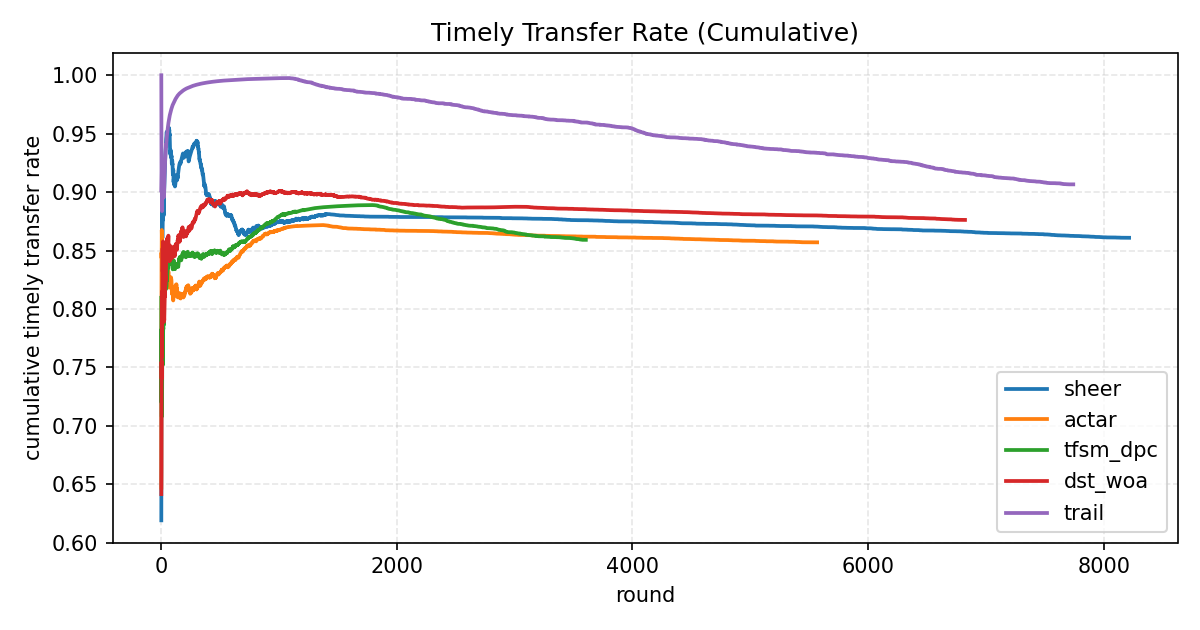 Timely Transfer Rate (Cumulative)
cumulative timely transfer rate
1.00
0.95
0.90
0.85
0.80
0.75
0.70
0.65
0.60
0 2000 4000 6000 8000
round
sheer
actar
tfsm_dpc
dst_woa
trail